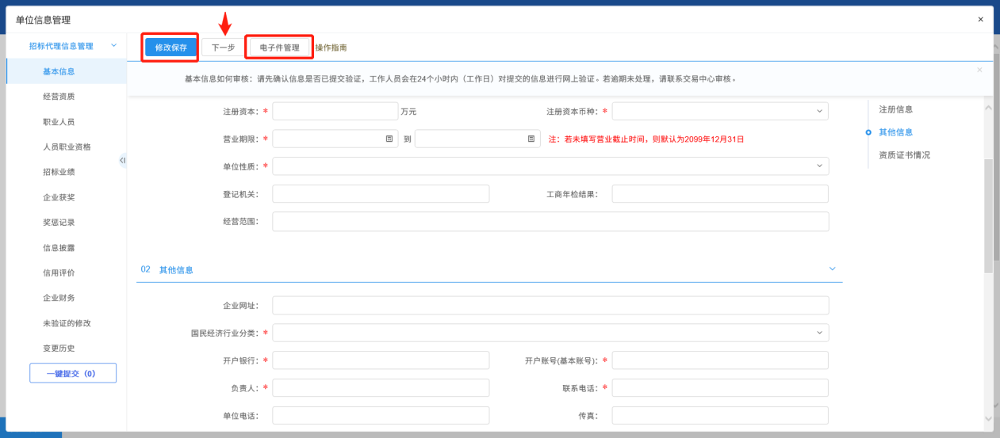 单位信息管理 ×
招标代理信息管理
基本信息
经营资质
职业人员
人员职业资格
招标业绩
企业获奖
奖惩记录
信息披露
信用评价
企业财务
未验证的修改
变更历史
一键提交（0）
修改保存 下一步 电子件管理 操作指南
基本信息如何审核：请先确认信息是否已提交验证，工作人员会在24个小时内（工作日）对提交的信息进行网上验证。若逾期未处理，请联系交易中心审核。 ×
注册资本：* 万元 注册资本币种：*
营业期限：* 到 注：若未填写营业截止时间，则默认为2099年12月31日
单位性质：*
登记机关： 工商年检结果：
经营范围：
02 其他信息
企业网址：
国民经济行业分类：*
开户银行：* 开户账号(基本账号)：*
负责人：* 联系电话：*
单位电话： 传真：
注册信息
其他信息
资质证书情况